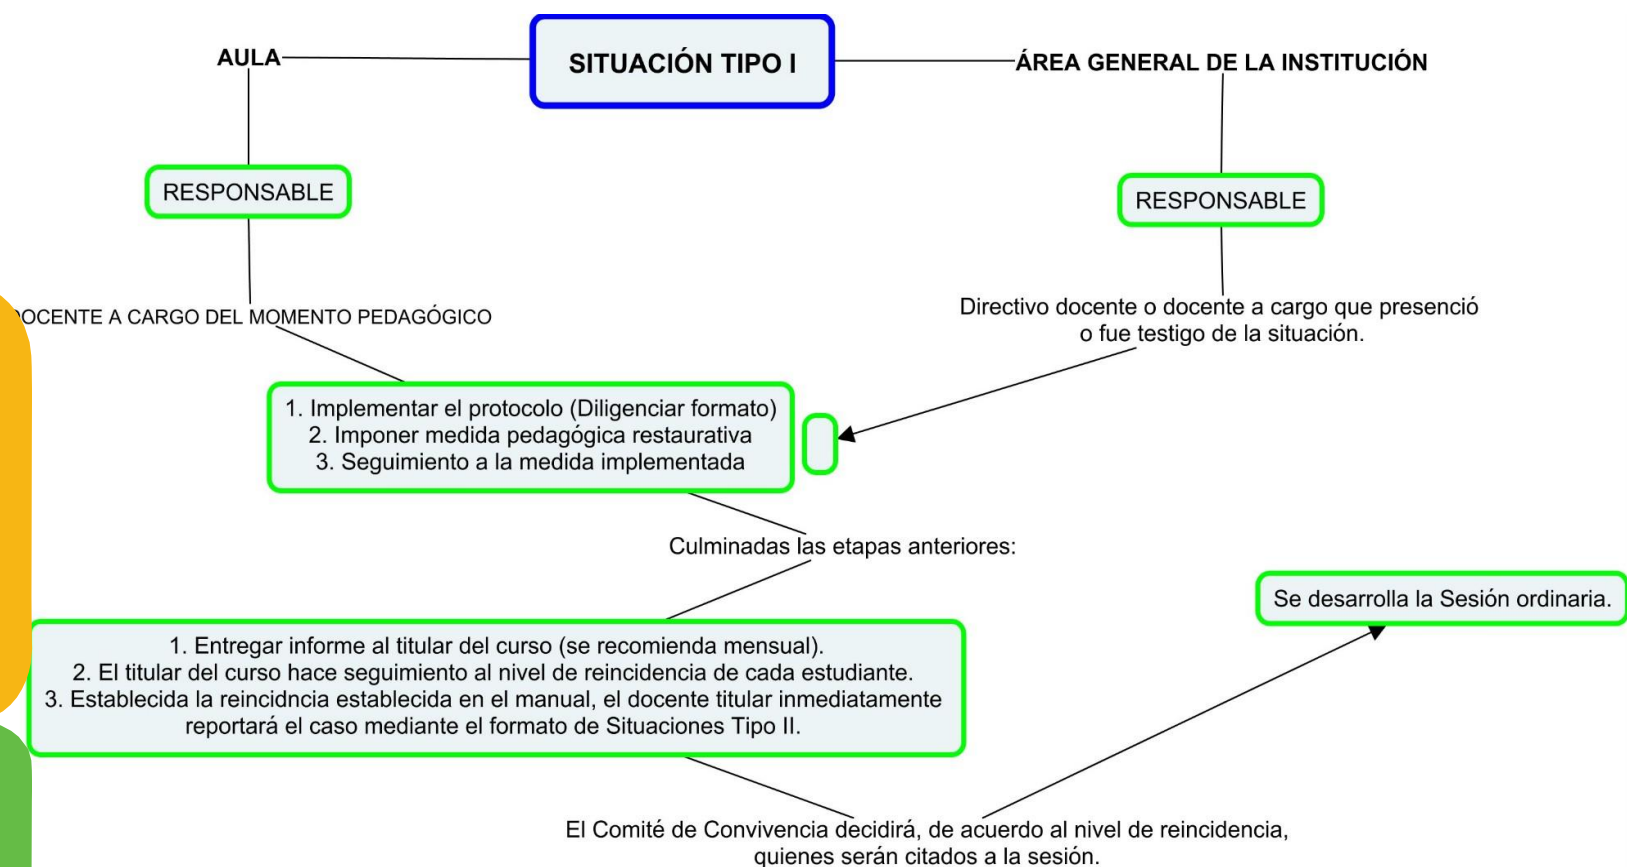 SITUACIÓN TIPO I
AULA
ÁREA GENERAL DE LA INSTITUCIÓN
RESPONSABLE
RESPONSABLE
OCENTE A CARGO DEL MOMENTO PEDAGÓGICO
Directivo docente o docente a cargo que presenció
o fue testigo de la situación.
1. Implementar el protocolo (Diligenciar formato)
2. Imponer medida pedagógica restaurativa
3. Seguimiento a la medida implementada
Culminadas las etapas anteriores:
Se desarrolla la Sesión ordinaria.
1. Entregar informe al titular del curso (se recomienda mensual).
2. El titular del curso hace seguimiento al nivel de reincidencia de cada estudiante.
3. Establecida la reincidncia establecida en el manual, el docente titular inmediatamente
reportará el caso mediante el formato de Situaciones Tipo II.
El Comité de Convivencia decidirá, de acuerdo al nivel de reincidencia,
quienes serán citados a la sesión.